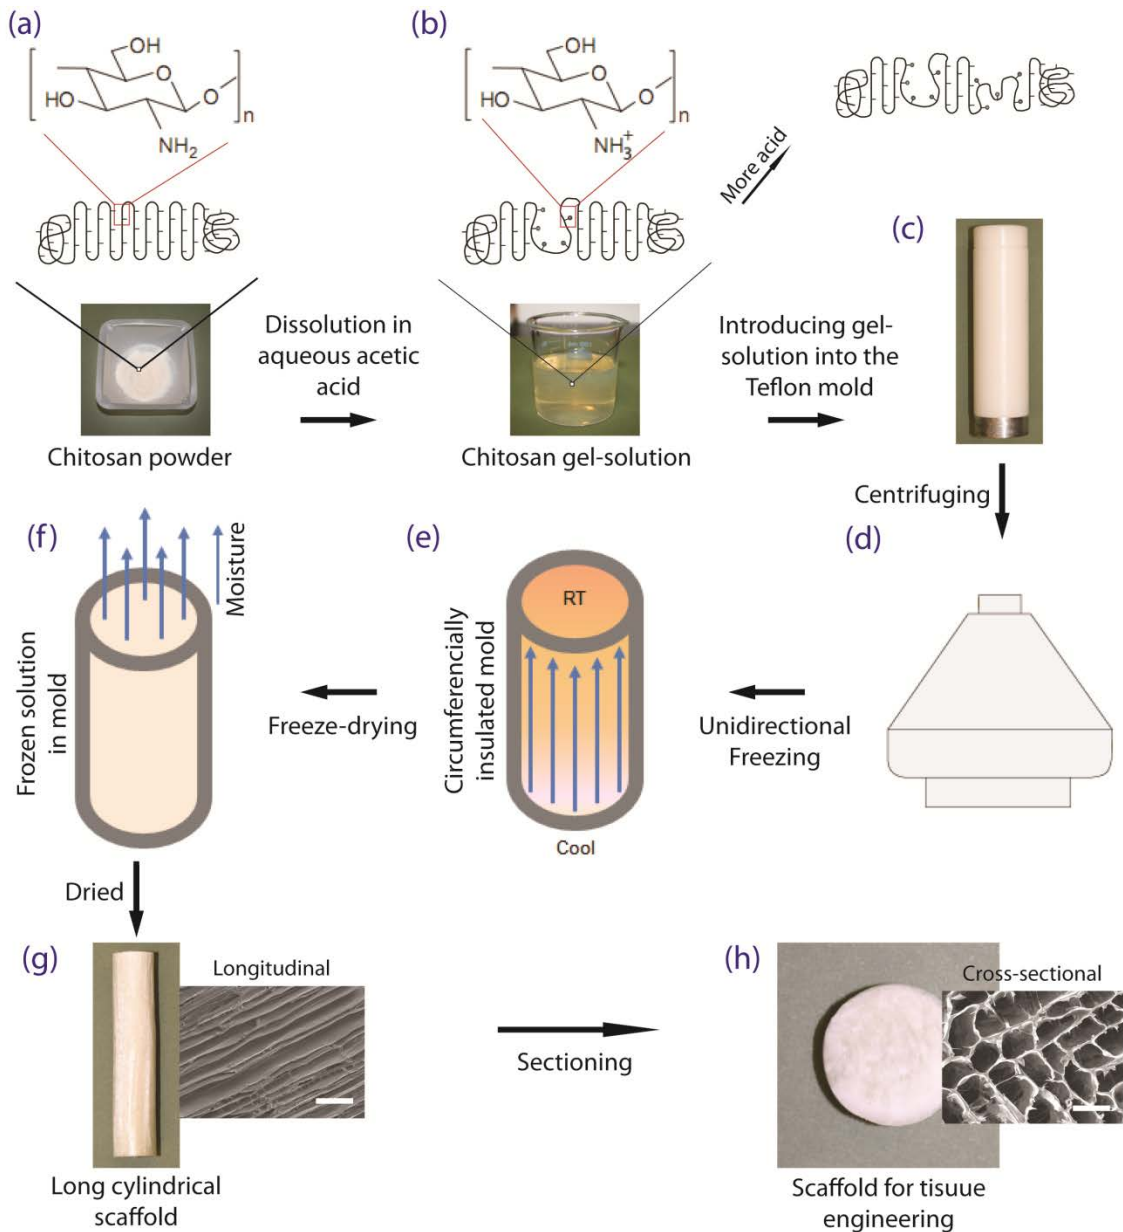 (a)
OH
O
HO
O
n
NH2
(b)
OH
O
HO
O
n
NH3+
More acid
(c)
Dissolution in
aqueous acetic
acid
Introducing gel-
solution into the
Teflon mold
Chitosan powder
Chitosan gel-solution
Centrifuging
(d)
(e)
RT
Circumferencially
insulated mold
Cool
Unidirectional
Freezing
(f)
Moisture
Frozen solution
in mold
Freeze-drying
Dried
(g)
Longitudinal
Long cylindrical
scaffold
Sectioning
(h)
Cross-sectional
Scaffold for tisuue
engineering